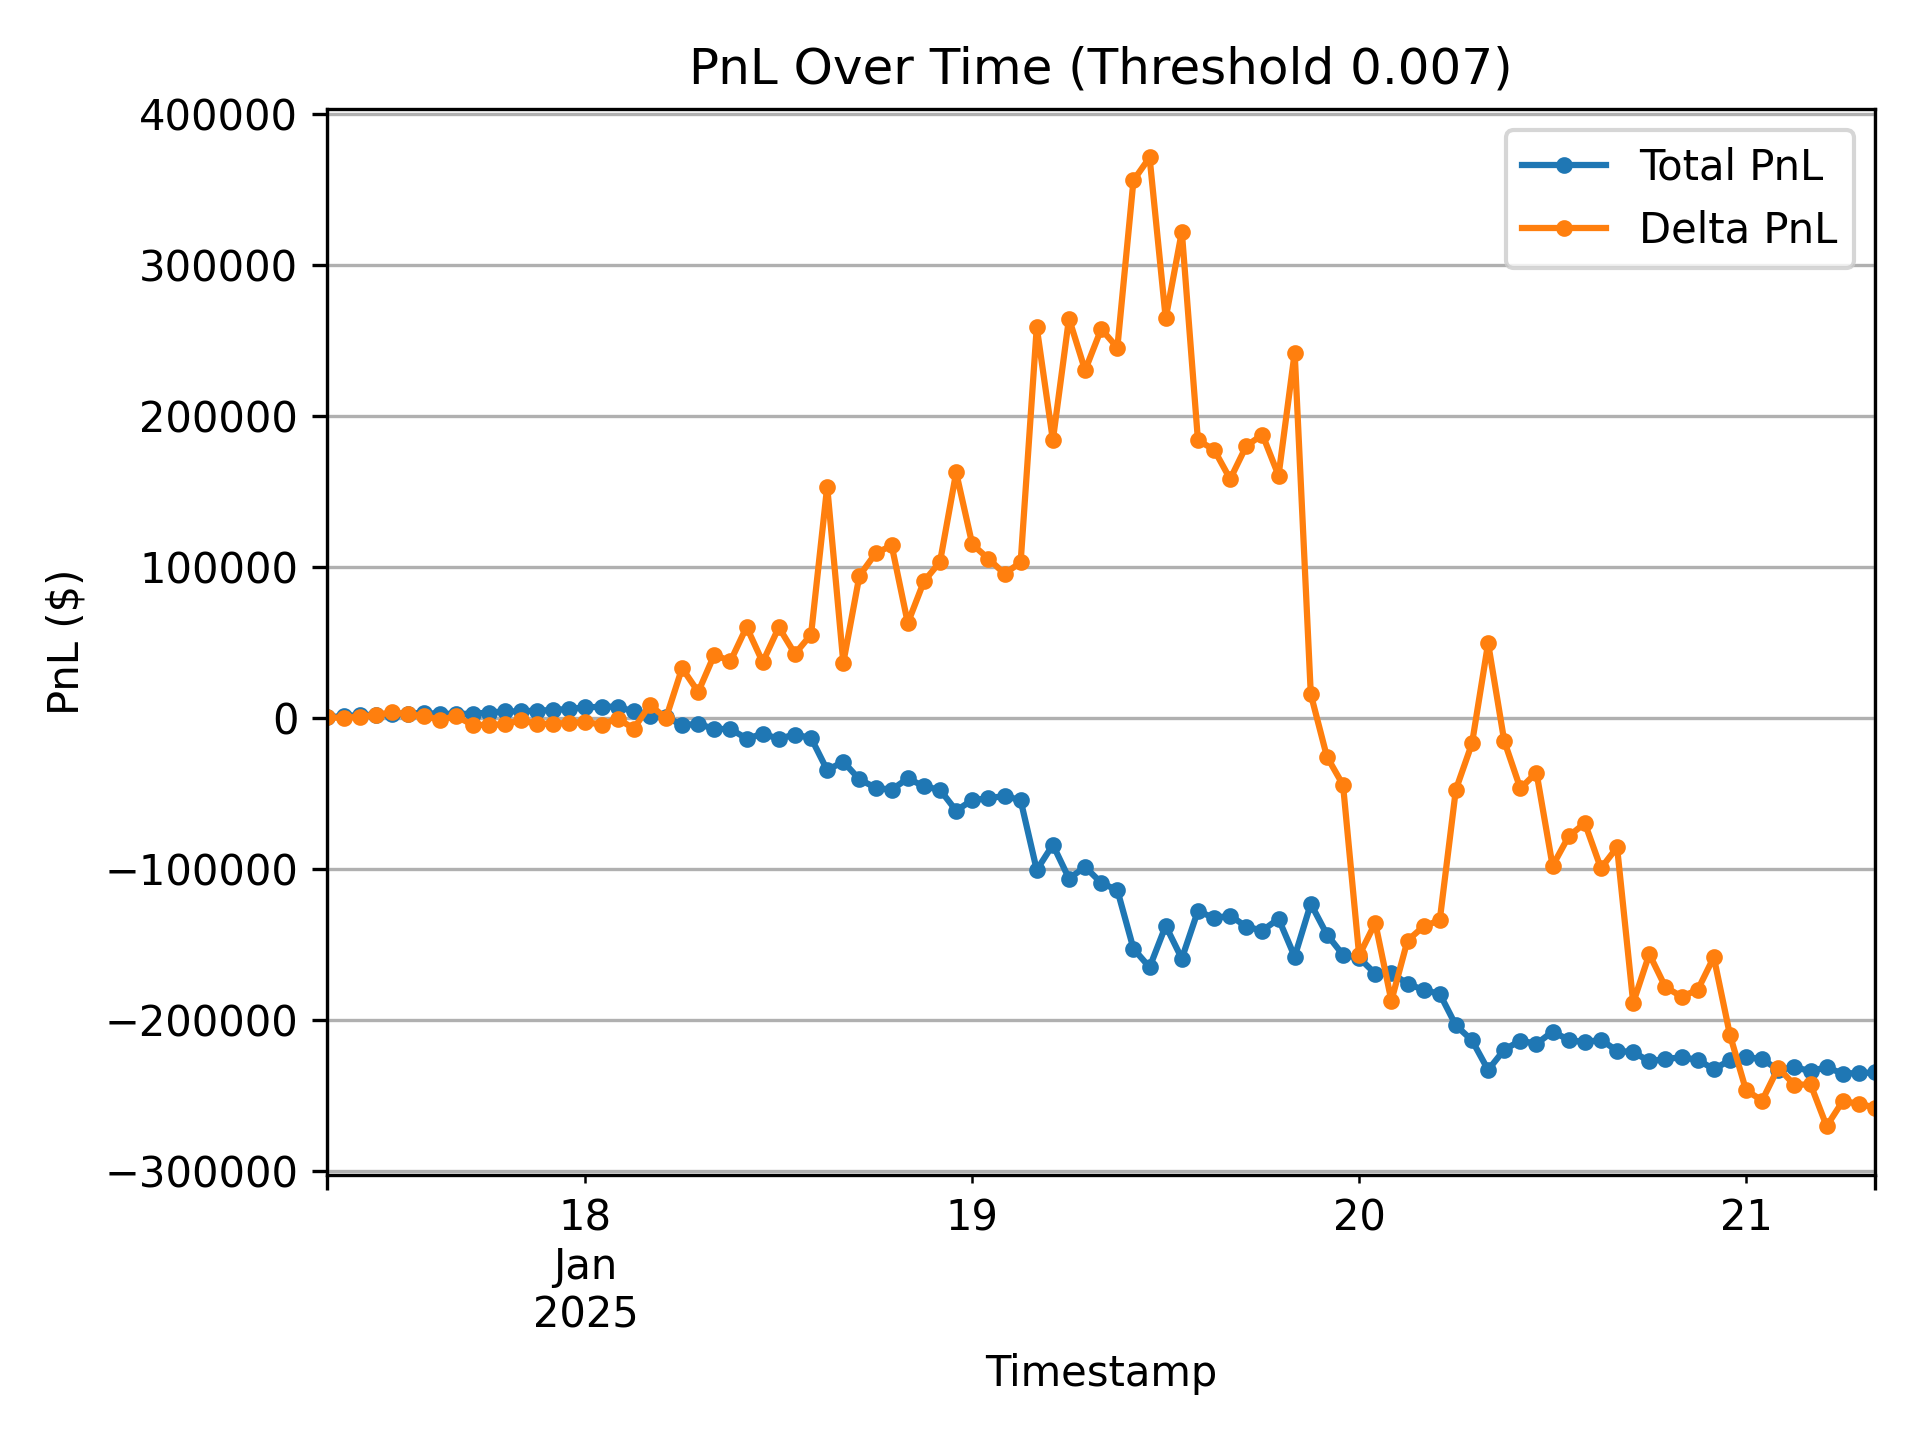 PnL Over Time (Threshold 0.007)
400000
300000
200000
100000
0
−100000
−200000
−300000
PnL ($)
Total PnL
Delta PnL
18
19
20
21
Jan
2025
Timestamp